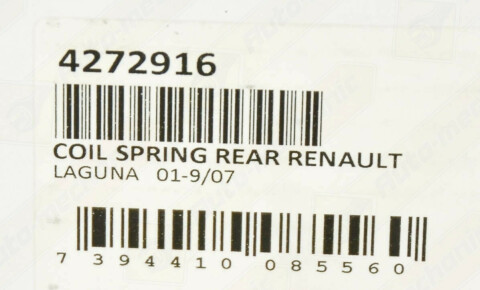 4272916
COIL SPRING REAR RENAULT
LAGUNA 01-9/07
7 394410 085560